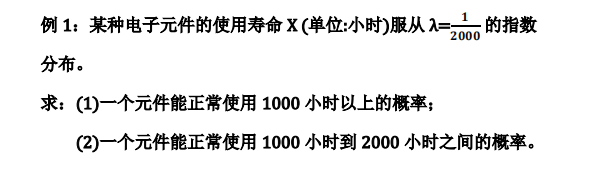 例 1：某种电子元件的使用寿命 X (单位:小时)服从 λ=1/2000 的指数
分布。
求：(1)一个元件能正常使用 1000 小时以上的概率；
(2)一个元件能正常使用 1000 小时到 2000 小时之间的概率。